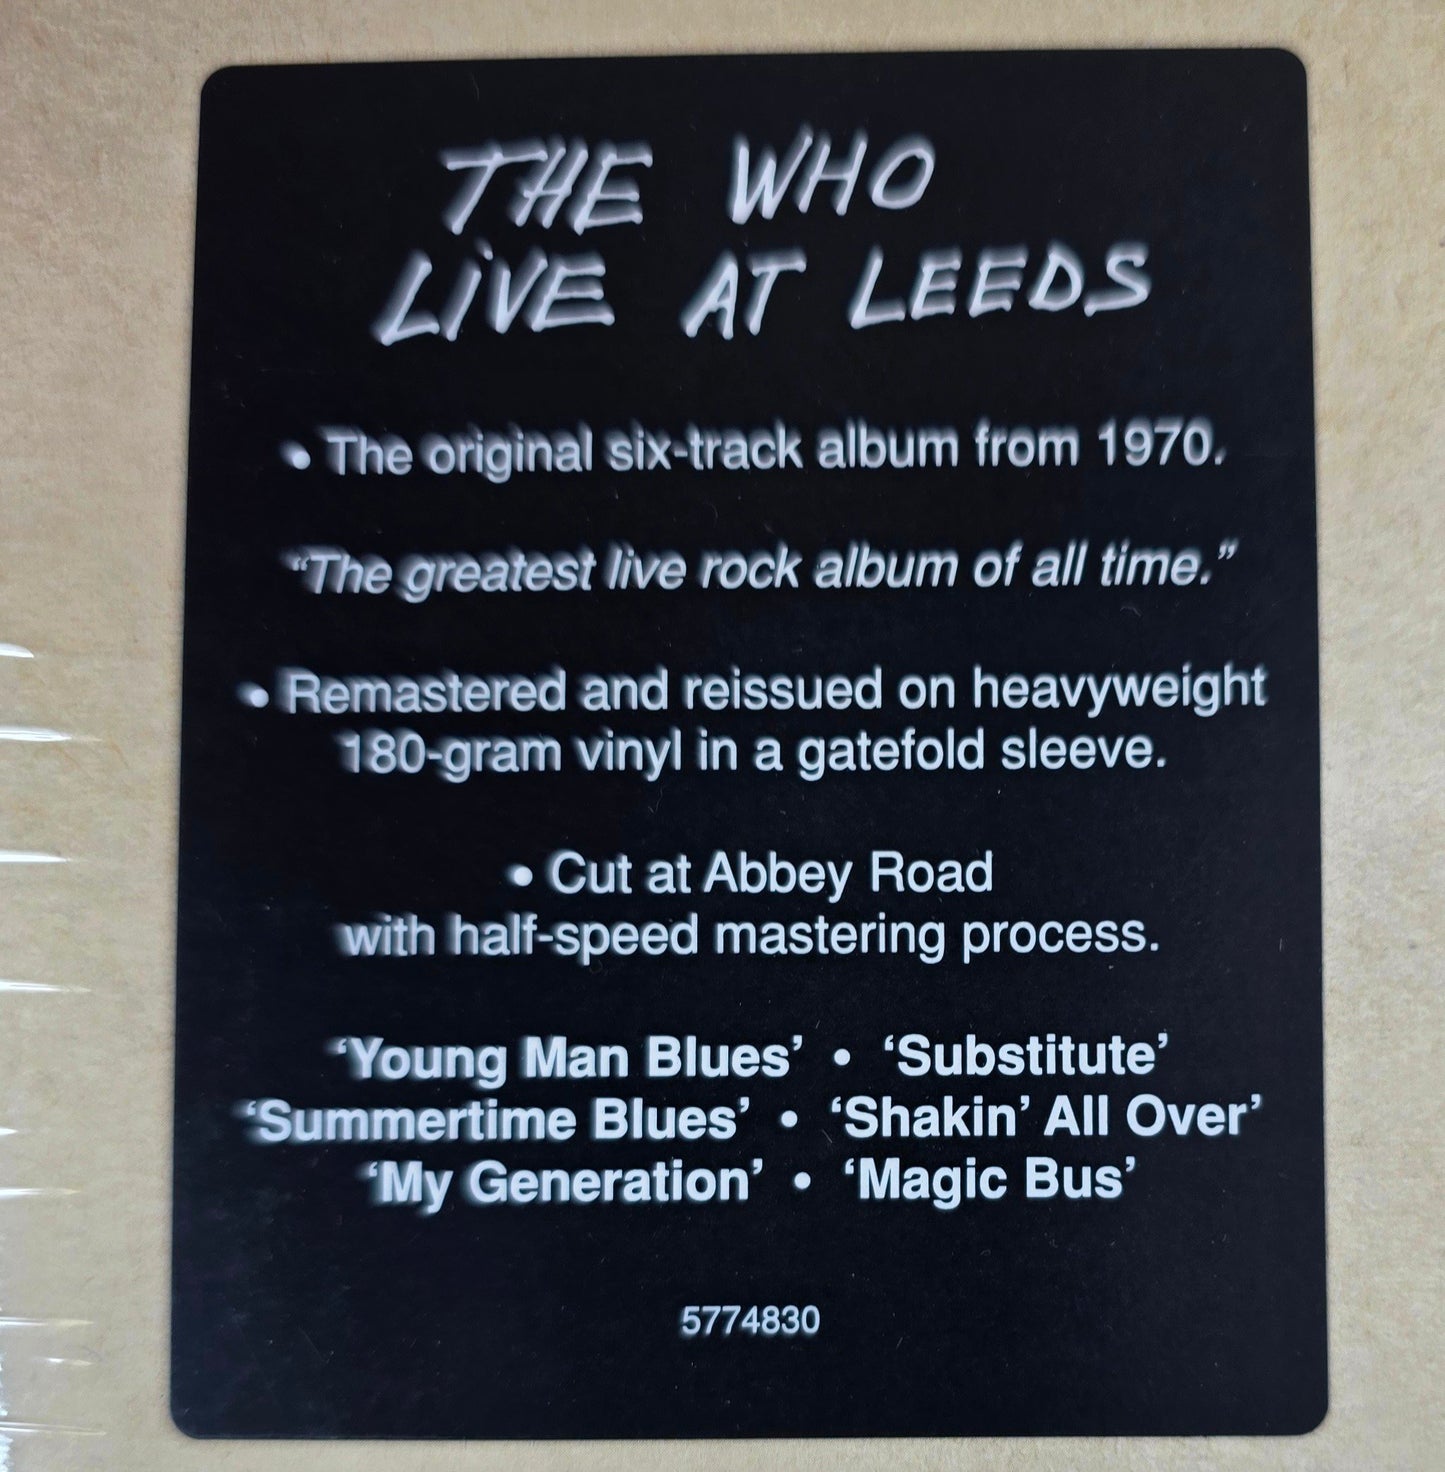 THE WHO
LiVE AT LEEDS
• The original six-track album from 1970.
“The greatest live rock album of all time.”
• Remastered and reissued on heavyweight
180-gram vinyl in a gatefold sleeve.
• Cut at Abbey Road
with half-speed mastering process.
‘Young Man Blues’ • ‘Substitute’
‘Summertime Blues’ • ‘Shakin’ All Over’
‘My Generation’ • ‘Magic Bus’
5774830